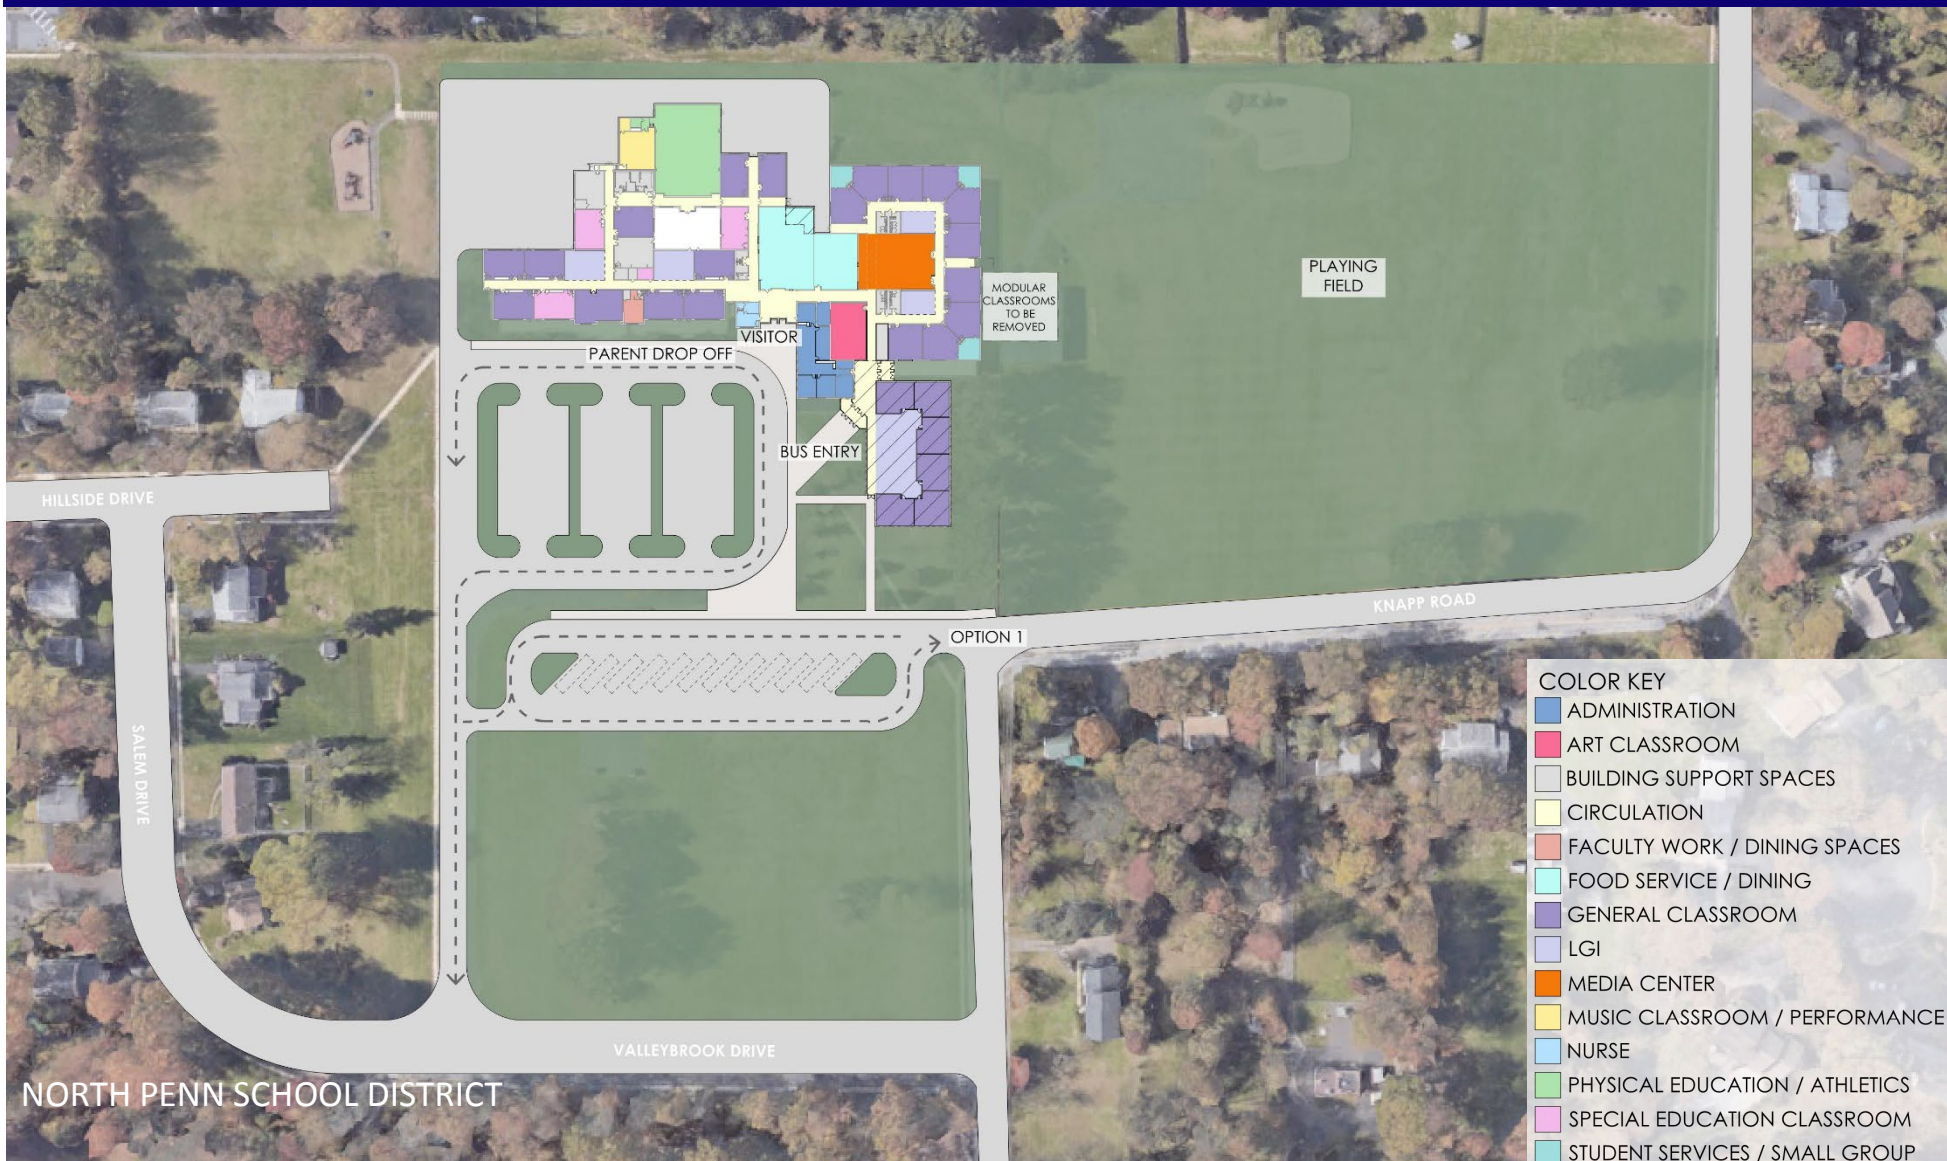 MODULAR
CLASSROOMS
TO BE
REMOVED
PLAYING
FIELD
VISITOR
PARENT DROP OFF
BUS ENTRY
HILLSIDE DRIVE
KNAPP ROAD
OPTION 1
SALEM DRIVE
VALLEYBROOK DRIVE
NORTH PENN SCHOOL DISTRICT
COLOR KEY
ADMINISTRATION
ART CLASSROOM
BUILDING SUPPORT SPACES
CIRCULATION
FACULTY WORK / DINING SPACES
FOOD SERVICE / DINING
GENERAL CLASSROOM
LGI
MEDIA CENTER
MUSIC CLASSROOM / PERFORMANCE
NURSE
PHYSICAL EDUCATION / ATHLETICS
SPECIAL EDUCATION CLASSROOM
STUDENT SERVICES / SMALL GROUP